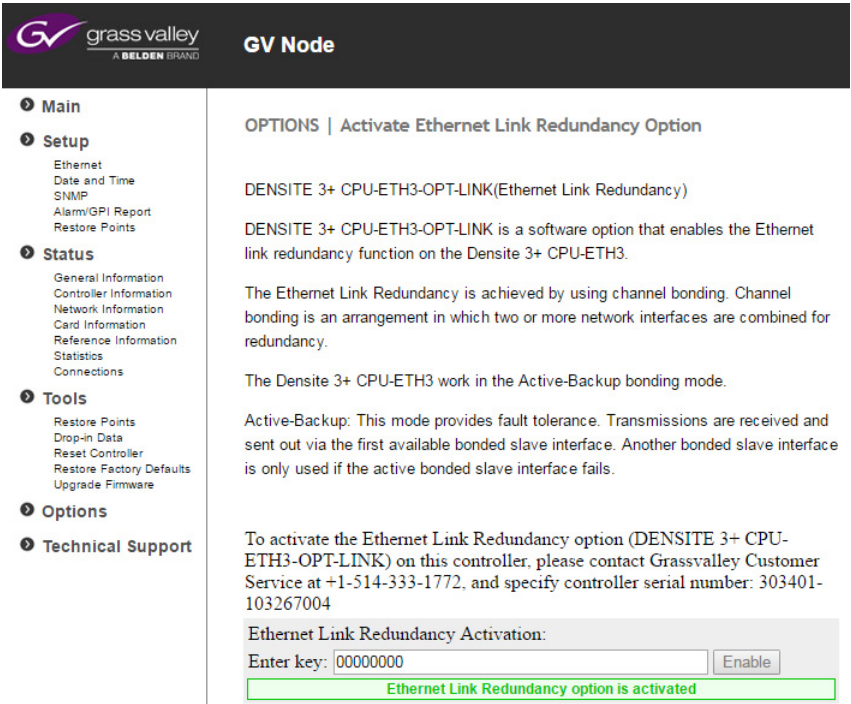 GV grass valley
A BELDEN BRAND
GV Node
Main
Setup
Ethernet
Date and Time
SNMP
Alarm/GPI Report
Restore Points
Status
General Information
Controller Information
Network Information
Card Information
Reference Information
Statistics
Connections
Tools
Restore Points
Drop-in Data
Reset Controller
Restore Factory Defaults
Upgrade Firmware
Options
Technical Support
OPTIONS | Activate Ethernet Link Redundancy Option
DENSITE 3+ CPU-ETH3-OPT-LINK(Ethernet Link Redundancy)
DENSITE 3+ CPU-ETH3-OPT-LINK is a software option that enables the Ethernet
link redundancy function on the Densite 3+ CPU-ETH3.
The Ethernet Link Redundancy is achieved by using channel bonding. Channel
bonding is an arrangement in which two or more network interfaces are combined for
redundancy.
The Densite 3+ CPU-ETH3 work in the Active-Backup bonding mode.
Active-Backup: This mode provides fault tolerance. Transmissions are received and
sent out via the first available bonded slave interface. Another bonded slave interface
is only used if the active bonded slave interface fails.
To activate the Ethernet Link Redundancy option (DENSITE 3+ CPU-
ETH3-OPT-LINK) on this controller, please contact Grassvalley Customer
Service at +1-514-333-1772, and specify controller serial number: 303401-
103267004
Ethernet Link Redundancy Activation:
Enter key: 00000000 Enable
Ethernet Link Redundancy option is activated